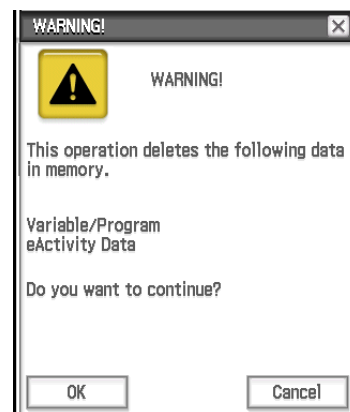 WARNING!
WARNING!
This operation deletes the following data
in memory.
Variable/Program
eActivity Data
Do you want to continue?
OK
Cancel